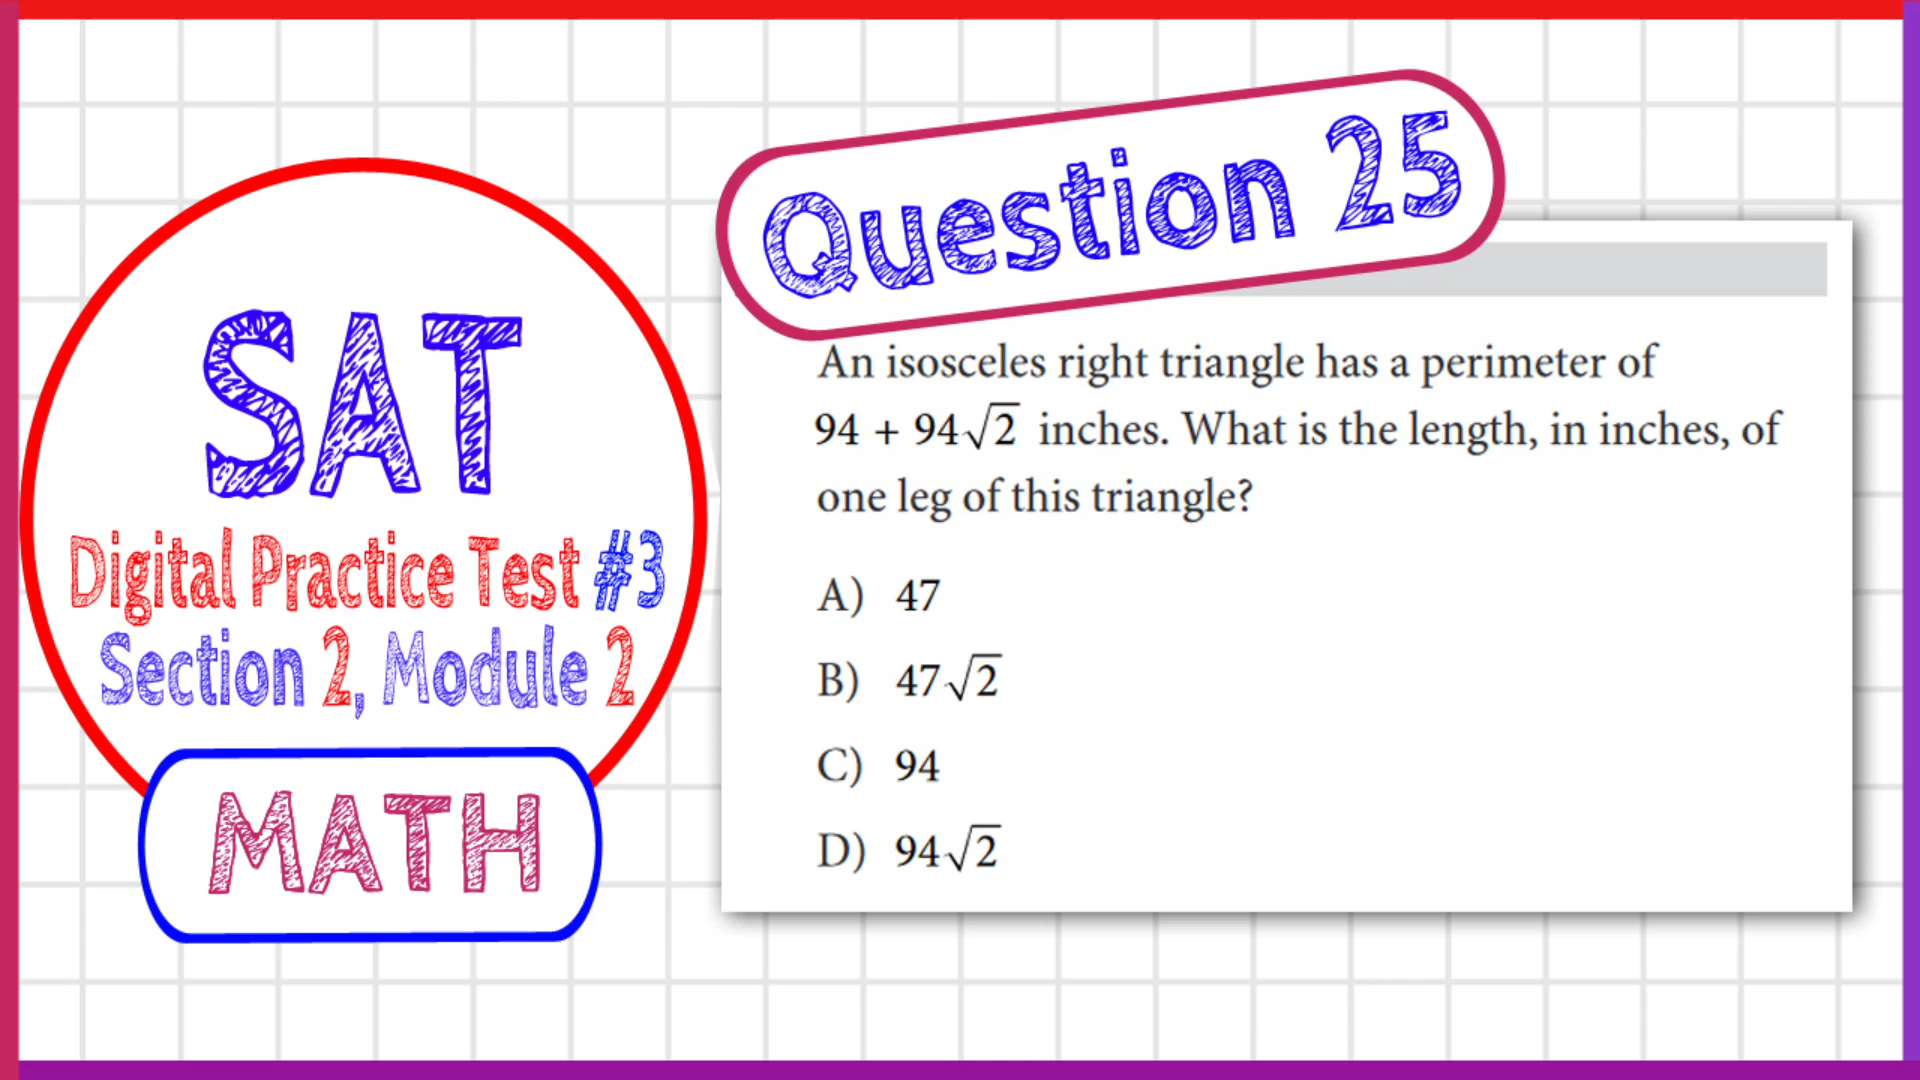 SAT
Digital Practice Test #3
Section 2, Module 2
MATH
Question 25
An isosceles right triangle has a perimeter of
94 + 94√2 inches. What is the length, in inches, of
one leg of this triangle?
A) 47
B) 47√2
C) 94
D) 94√2